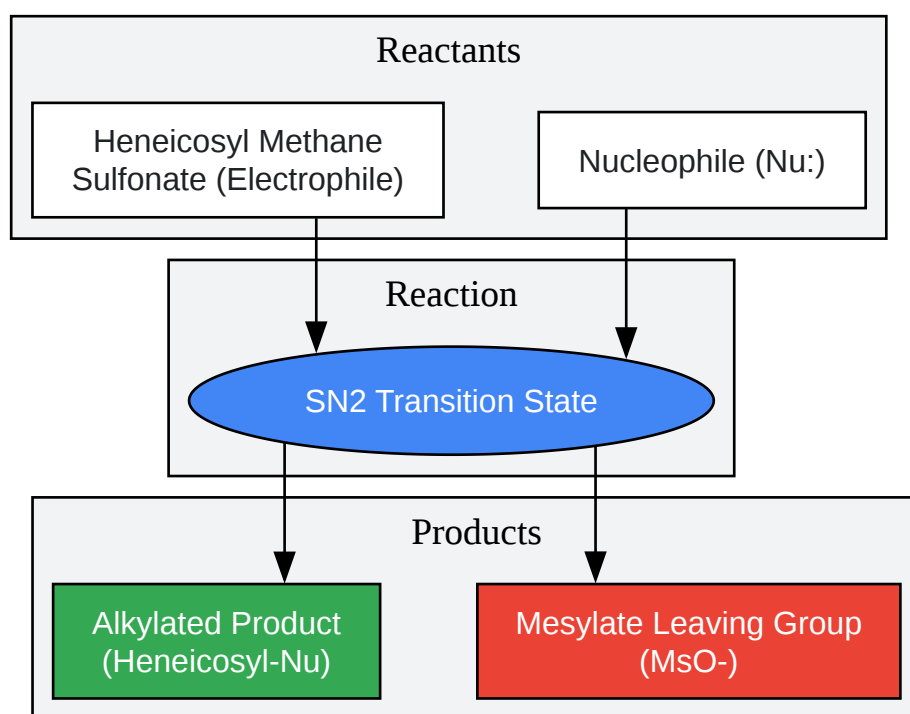 Reactants
Heneicosyl Methane
Sulfonate (Electrophile)
Nucleophile (Nu:)
Reaction
SN2 Transition State
Products
Alkylated Product
(Heneicosyl-Nu)
Mesylate Leaving Group
(MsO-)